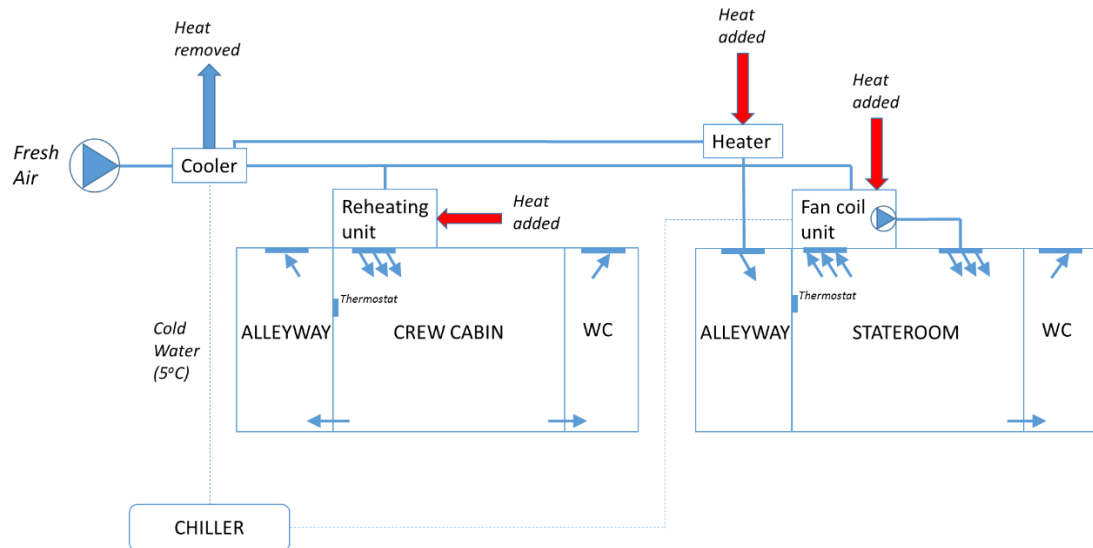 Heat
removed
Heat
added
Heat
added
Fresh
Air
Cooler
Heater
Reheating
unit
Heat
added
Fan coil
unit
Thermostat
Thermostat
ALLEYWAY
CREW CABIN
WC
ALLEYWAY
STATEROOM
WC
Cold
Water
(5°C)
CHILLER